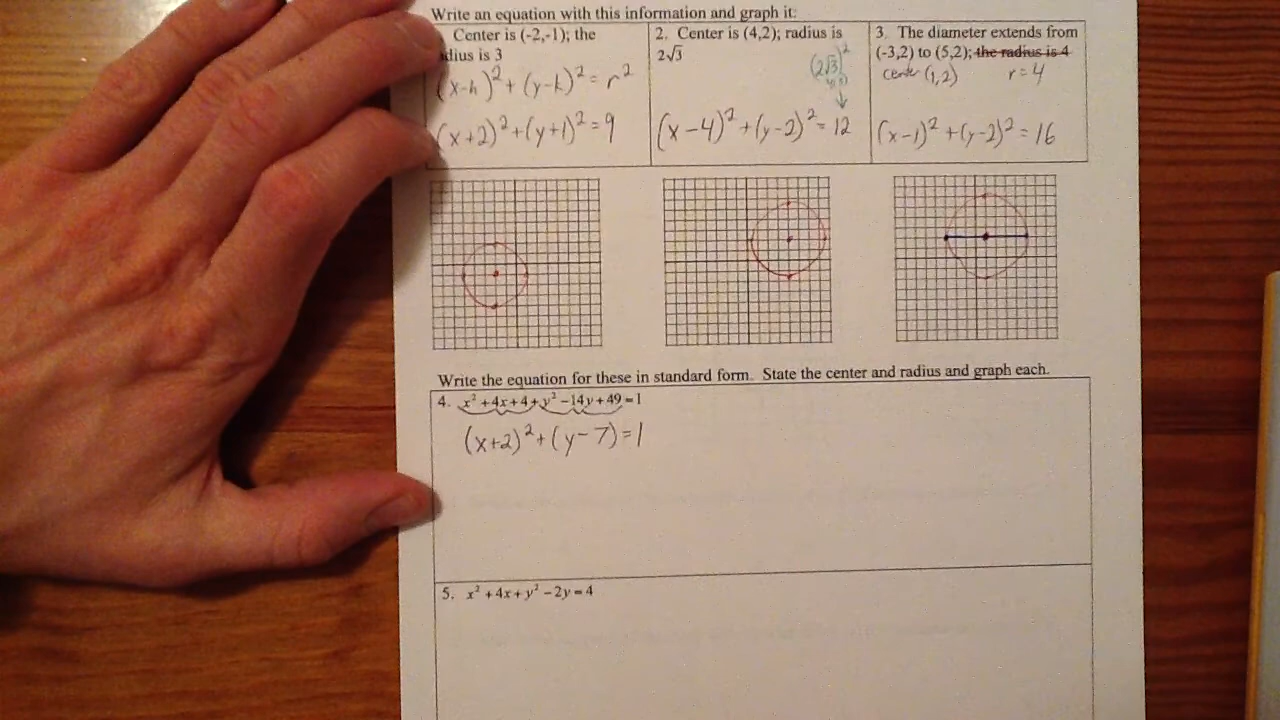 Write an equation with this information and graph it:
Center is (-2,-1); the
dius is 3
(x-h)² + (y-k)² = r²
(x+2)² + (y+1)² = 9
2. Center is (4,2); radius is
2√3
(2√3)²
↓
(x-4)² + (y-2)² = 12
3. The diameter extends from
(-3,2) to (5,2); the radius is 4
center (1,2) r=4
(x-1)² + (y-2)² = 16
Write the equation for these in standard form. State the center and radius and graph each.
4. x² +4x+4+y² −14y+49=1
(x+2)² + (y-7) = 1
5. x² +4x+y² −2y=4